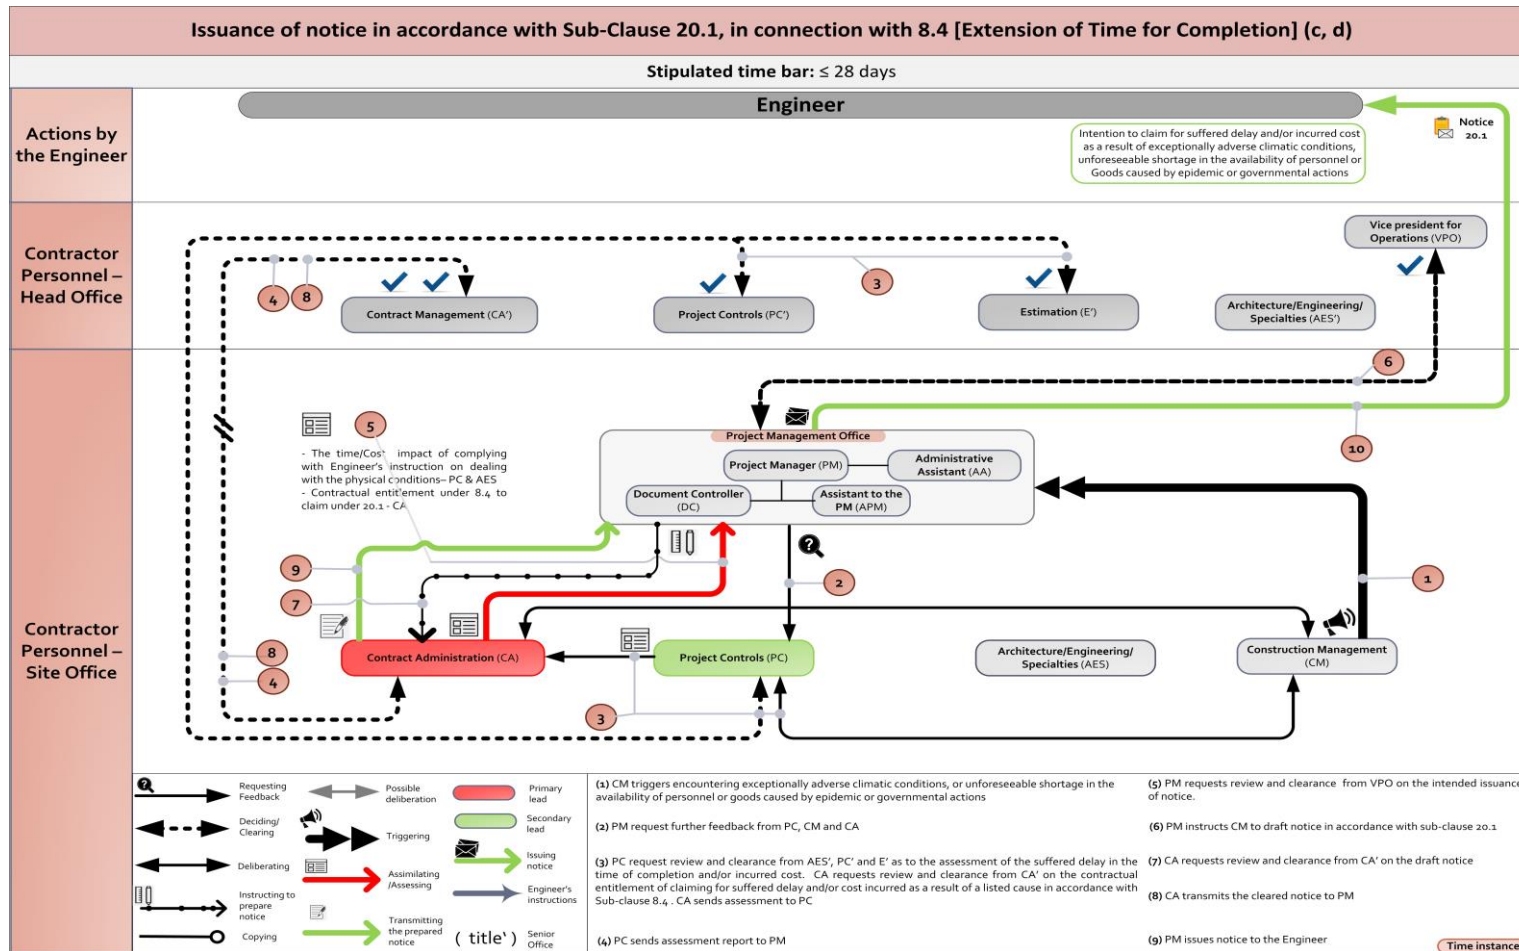 Issuance of notice in accordance with Sub-Clause 20.1, in connection with 8.4 [Extension of Time for Completion] (c, d)
Stipulated time bar: ≤ 28 days
Actions by
the Engineer
Engineer
Notice
20.1
Intention to claim for suffered delay and/or incurred cost
as a result of exceptionally adverse climatic conditions,
unforeseeable shortage in the availability of personnel or
Goods caused by epidemic or governmental actions
Contractor
Personnel –
Head Office
Vice president for
Operations (VPO)
4
8
3
Contract Management (CA')
Project Controls (PC')
Estimation (E')
Architecture/Engineering/
Specialties (AES')
6
10
5
- The time/Cost impact of complying
with Engineer's instruction on dealing
with the physical conditions– PC & AES
- Contractual entitlement under 8.4 to
claim under 20.1 - CA
Project Management Office
Project Manager (PM)
Administrative
Assistant (AA)
Document Controller
(DC)
Assistant to the
PM (APM)
9
2
1
7
Contractor
Personnel –
Site Office
8
4
Contract Administration (CA)
Project Controls (PC)
Architecture/Engineering/
Specialties (AES)
Construction Management
(CM)
3
Requesting
Feedback
Possible
deliberation
Primary
lead
Deciding/
Clearing
Triggering
Secondary
lead
Deliberating
Assimilating
/Assessing
Issuing
notice
Instructing to
prepare
notice
Transmitting
the prepared
notice
Engineer's
instructions
Copying
( title' )
Senior
Office
(1) CM triggers encountering exceptionally adverse climatic conditions, or unforeseeable shortage in the
availability of personnel or goods caused by epidemic or governmental actions
(2) PM request further feedback from PC, CM and CA
(3) PC request review and clearance from AES', PC' and E' as to the assessment of the suffered delay in the
time of completion and/or incurred cost. CA requests review and clearance from CA' on the contractual
entitlement of claiming for suffered delay and/or cost incurred as a result of a listed cause in accordance with
Sub-clause 8.4 . CA sends assessment to PC
(4) PC sends assessment report to PM
(5) PM requests review and clearance from VPO on the intended issuance
of notice.
(6) PM instructs CM to draft notice in accordance with sub-clause 20.1
(7) CA requests review and clearance from CA' on the draft notice
(8) CA transmits the cleared notice to PM
(9) PM issues notice to the Engineer
Time instance